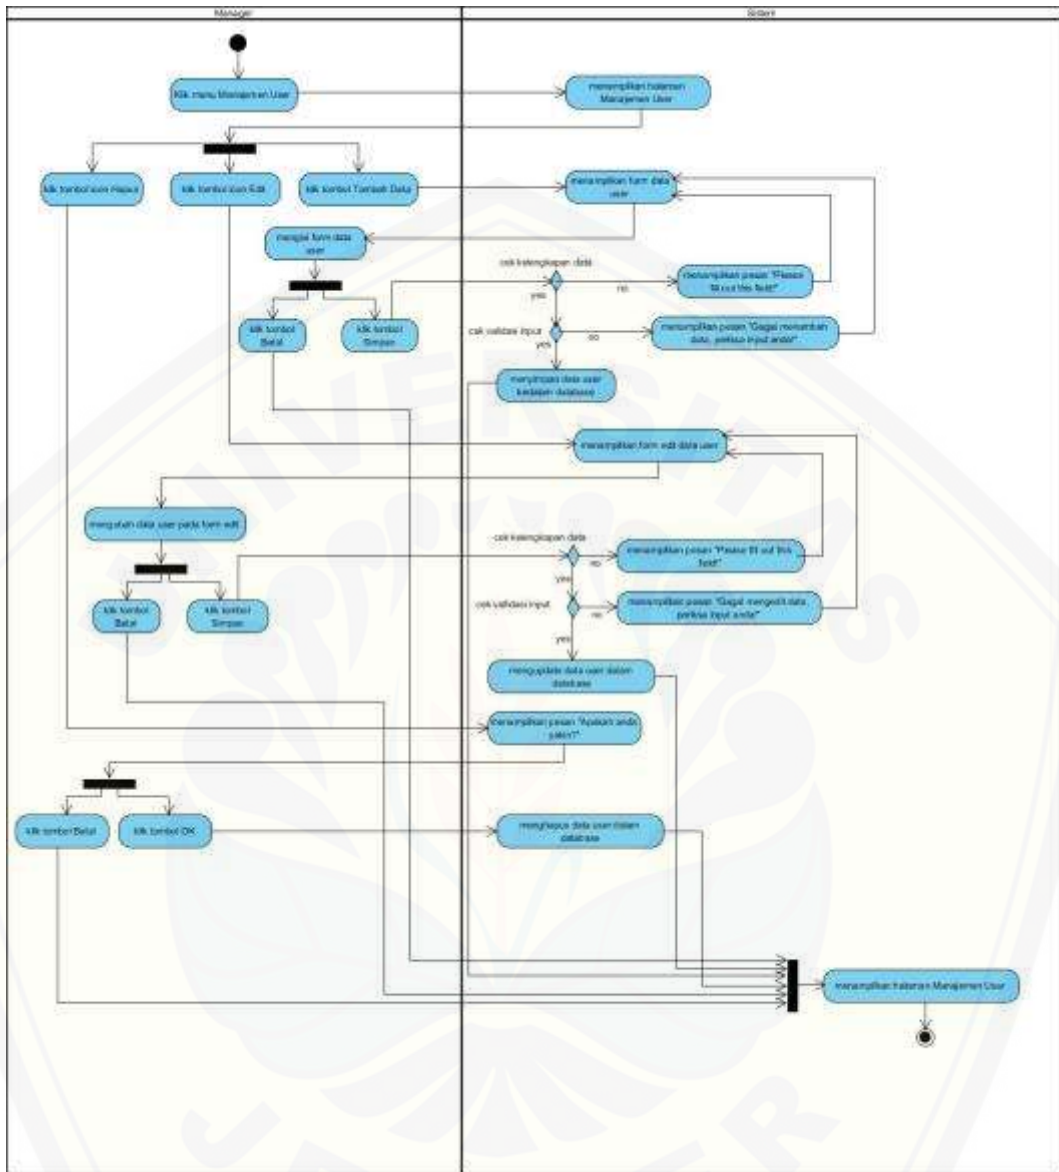 Manager
Sistem
Klik menu Manajemen User
menampilkan halaman
Manajemen User
klik tombol icon Hapus
klik tombol icon Edit
klik tombol Tambah Data
menampilkan form data
user
mengisi form data
user
cek kelengkapan data
menampilkan pesan "Please
fill out this field!"
no
yes
klik tombol
Batal
klik tombol
Simpan
cek validasi input
menampilkan pesan "Gagal menambah
data, periksa input anda!"
no
yes
menyimpan data user
kedalam database
menampilkan form edit data user
mengubah data user pada form edit
cek kelengkapan data
menampilkan pesan "Please fill out this
field!"
no
yes
klik tombol
Batal
klik tombol
Simpan
cek validasi input
menampilkan pesan "Gagal mengedit data,
periksa input anda!"
no
yes
mengupdate data user dalam
database
menampilkan pesan "Apakah anda
yakin?"
klik tombol Batal
klik tombol OK
menghapus data user dalam
database
menampilkan halaman Manajemen User
UNIVERSITAS